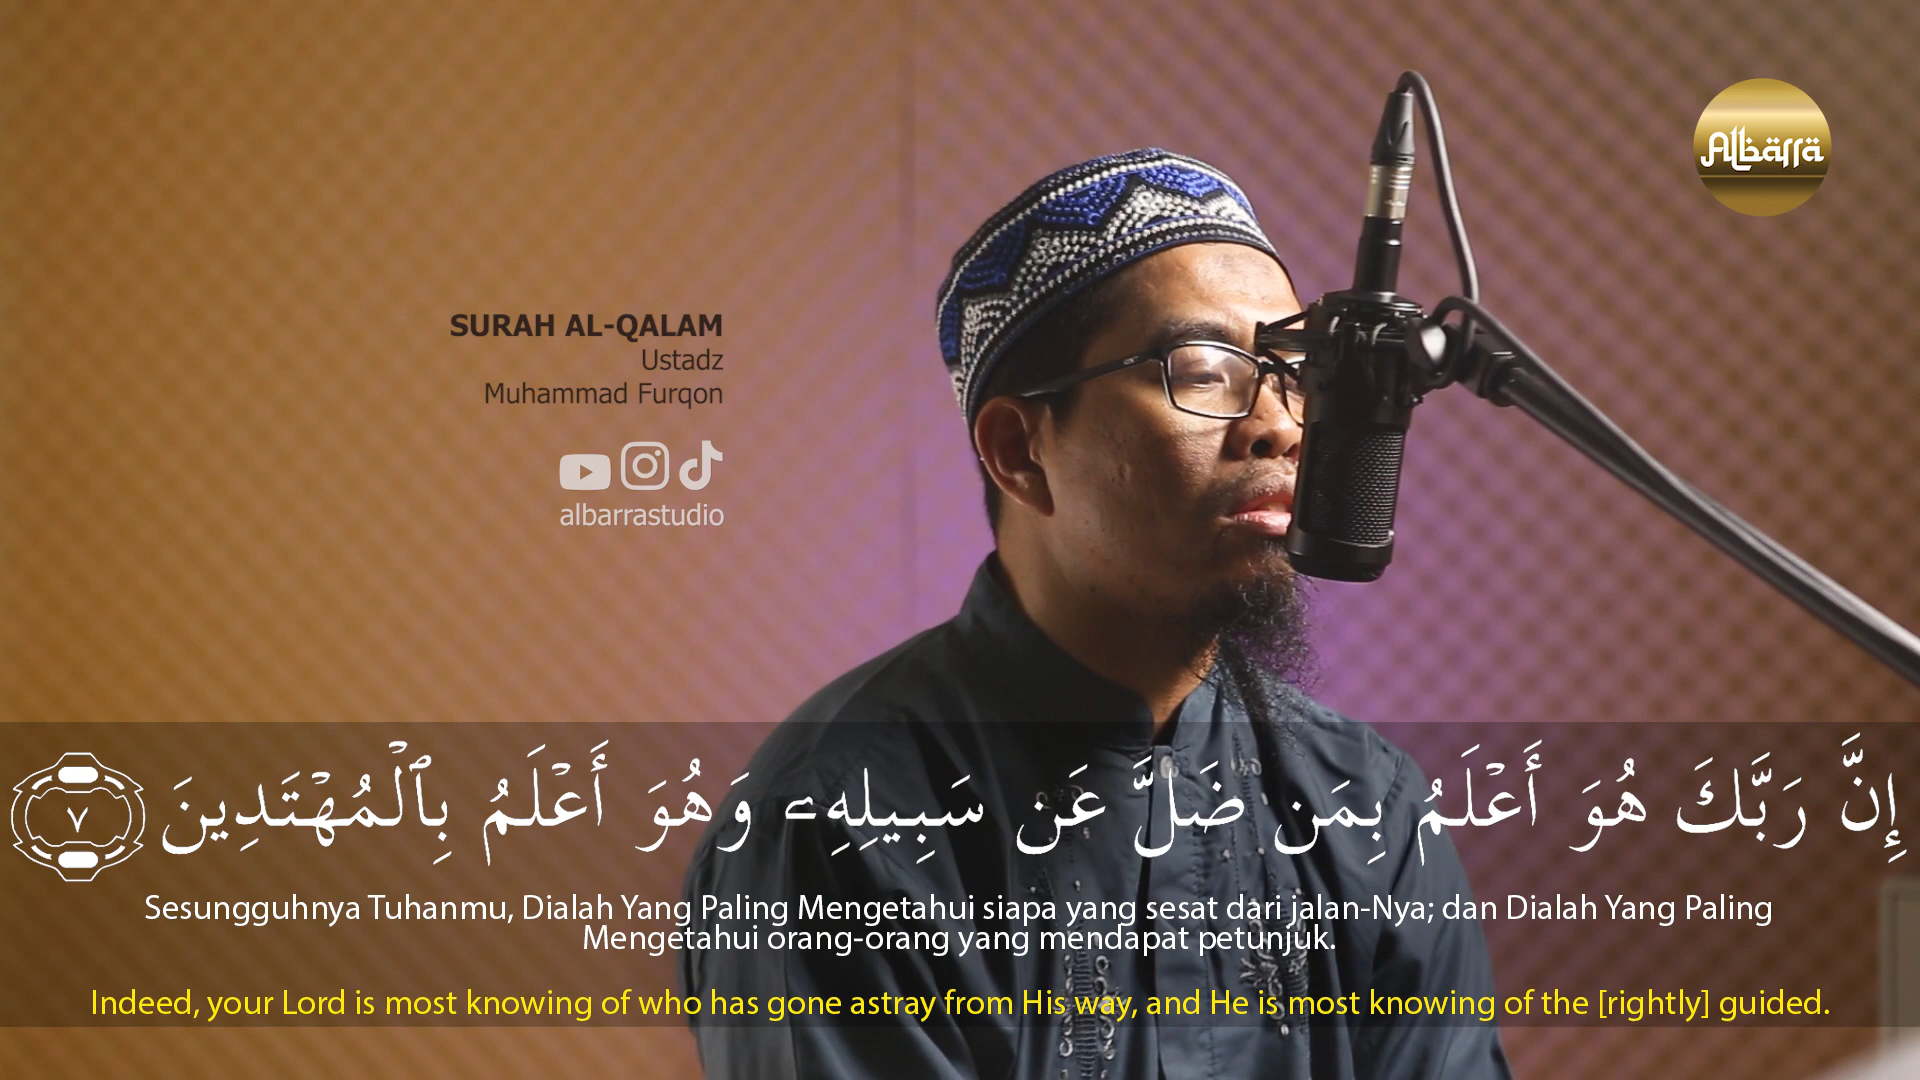 Albarra
SURAH AL-QALAM
Ustadz
Muhammad Furqon
albarrastudio
إِنَّ رَبَّكَ هُوَ أَعْلَمُ بِمَن ضَلَّ عَن سَبِيلِهِۦ وَهُوَ أَعْلَمُ بِٱلْمُهْتَدِينَ ٧
Sesungguhnya Tuhanmu, Dialah Yang Paling Mengetahui siapa yang sesat dari jalan-Nya; dan Dialah Yang Paling
Mengetahui orang-orang yang mendapat petunjuk.
Indeed, your Lord is most knowing of who has gone astray from His way, and He is most knowing of the [rightly] guided.